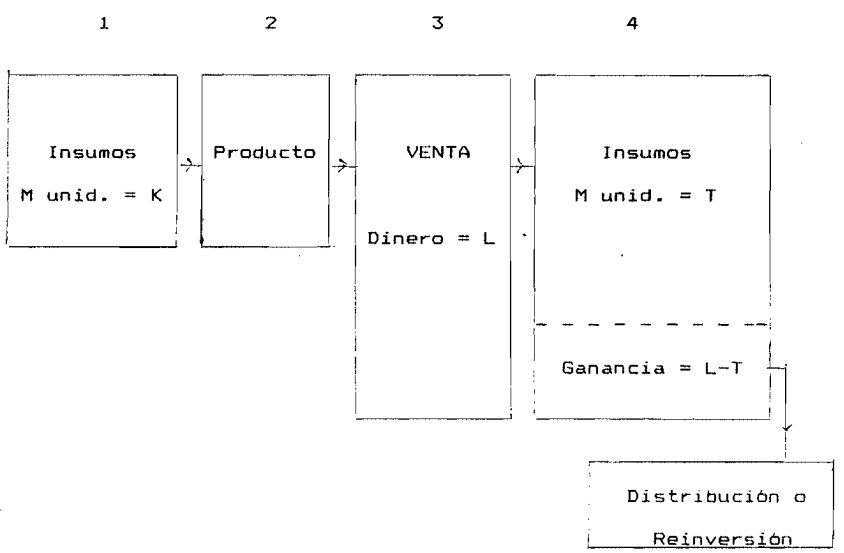 1 2 3 4
Insumos
M unid. = K
Producto
VENTA
Dinero = L
Insumos
M unid. = T
Ganancia = L-T
Distribución o
Reinversión